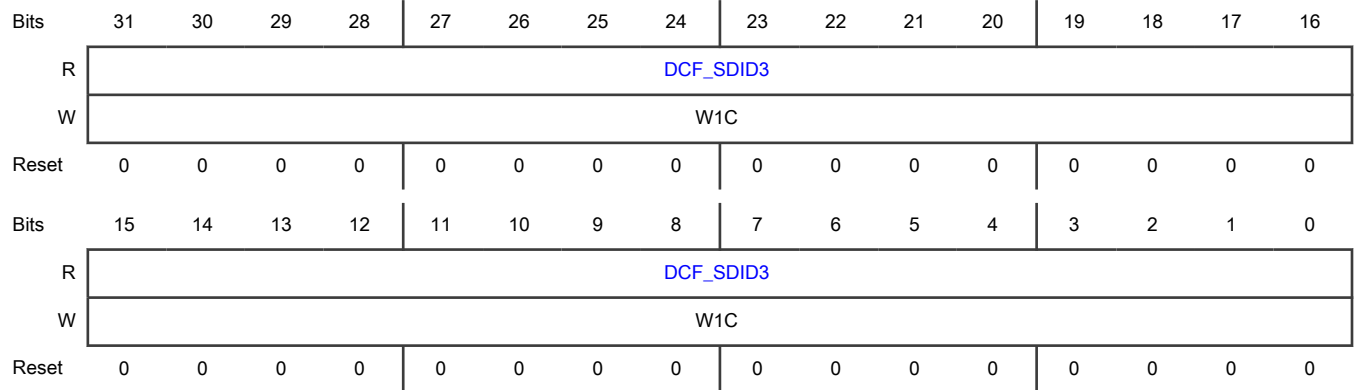 Bits 31 30 29 28 27 26 25 24 23 22 21 20 19 18 17 16
R DCF_SDID3
W W1C
Reset 0 0 0 0 0 0 0 0 0 0 0 0 0 0 0 0
Bits 15 14 13 12 11 10 9 8 7 6 5 4 3 2 1 0
R DCF_SDID3
W W1C
Reset 0 0 0 0 0 0 0 0 0 0 0 0 0 0 0 0